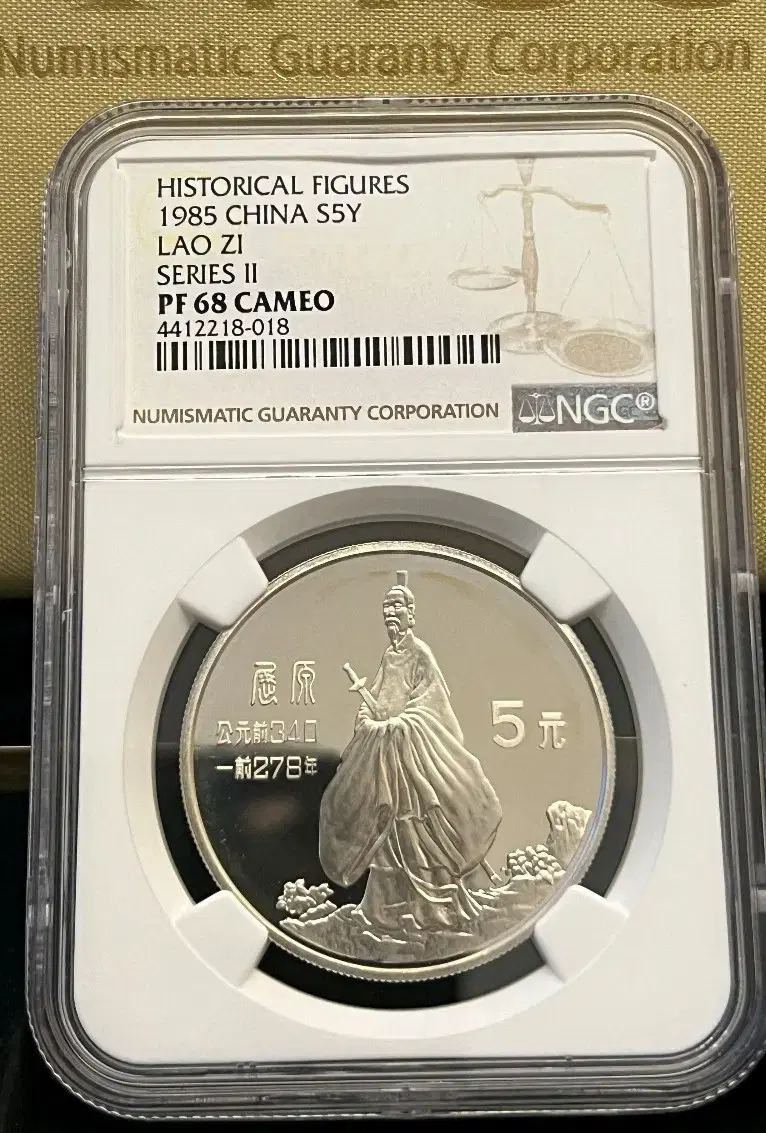 Numismatic Guaranty Corporation
HISTORICAL FIGURES
1985 CHINA S5Y
LAO ZI
SERIES II
PF 68 CAMEO
4412218-018
NUMISMATIC GUARANTY CORPORATION
NGC®
屈原
公元前340
—前278年
5元